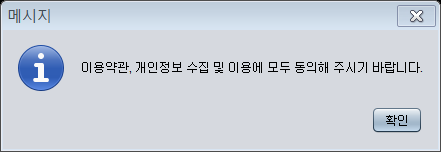 메시지
이용약관, 개인정보 수집 및 이용에 모두 동의해 주시기 바랍니다.
확인